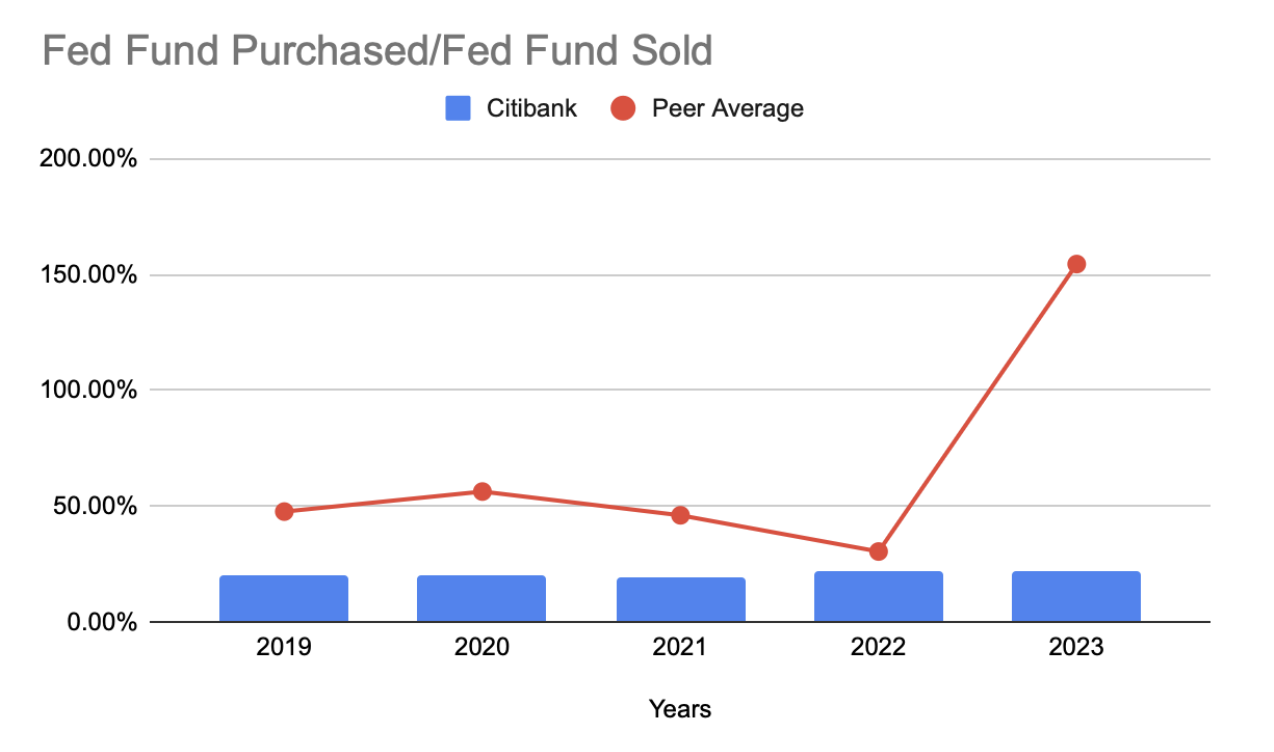 Fed Fund Purchased/Fed Fund Sold
Citibank Peer Average
200.00%
150.00%
100.00%
50.00%
0.00%
2019 2020 2021 2022 2023
Years